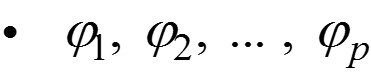 • φ₁, φ₂, ... , φₚ